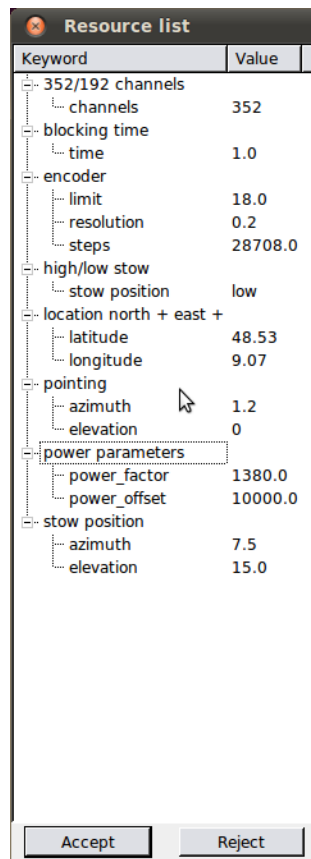 Resource list
Keyword Value
352/192 channels
channels 352
blocking time
time 1.0
encoder
limit 18.0
resolution 0.2
steps 28708.0
high/low stow
stow position low
location north + east +
latitude 48.53
longitude 9.07
pointing
azimuth 1.2
elevation 0
power parameters
power_factor 1380.0
power_offset 10000.0
stow position
azimuth 7.5
elevation 15.0
Accept Reject